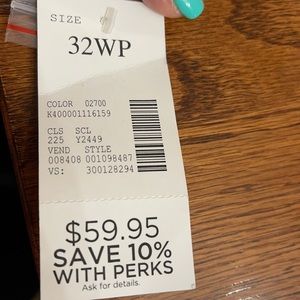 SIZE
32WP
COLOR 02700
K400001116159
CLS SCL
225 Y2449
VEND STYLE
008408 001098487
VS: 300128294
$59.95
SAVE 10%
WITH PERKS
Ask for details.